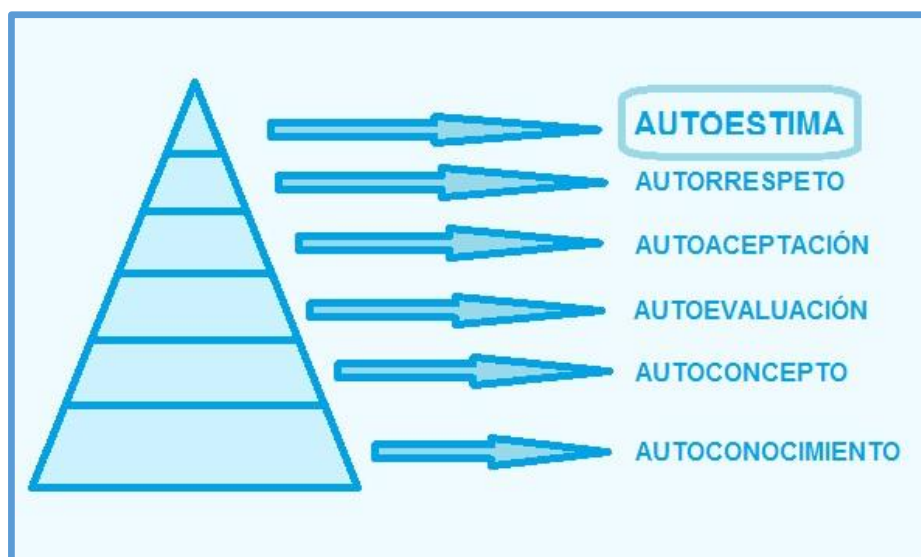 AUTOESTIMA
AUTORRESPETO
AUTOACEPTACIÓN
AUTOEVALUACIÓN
AUTOCONCEPTO
AUTOCONOCIMIENTO